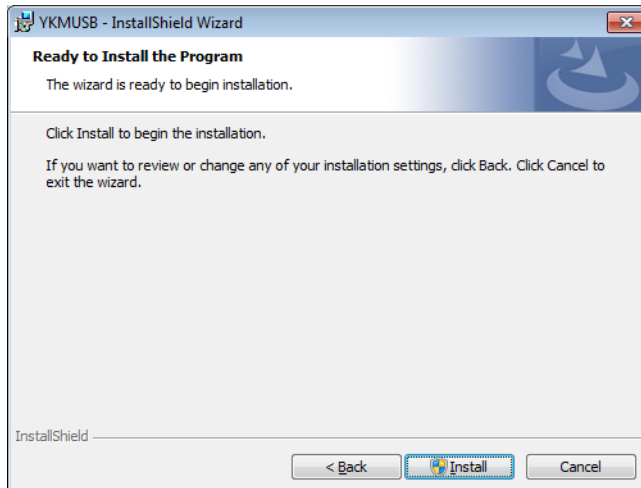 YKMUSB - InstallShield Wizard
Ready to Install the Program
The wizard is ready to begin installation.
Click Install to begin the installation.
If you want to review or change any of your installation settings, click Back. Click Cancel to
exit the wizard.
InstallShield
< Back
Install
Cancel